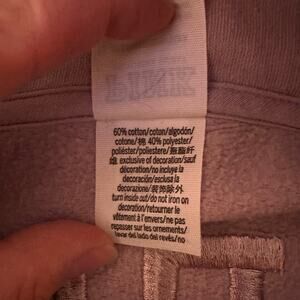 PINK
60% cotton/coton/algodón/
cotone/棉, 40% polyester/
poliéster/poliestere/聚酯纤
维 exclusive of decoration/sauf
décoration/no incluye la
decoración/esclusa la
decorazione/装饰除外
turn inside out/do not iron on
decoration/retourner le
vêtement à l'envers/ne pas
repasser sur les ornements/
lavar del lado del revés/no